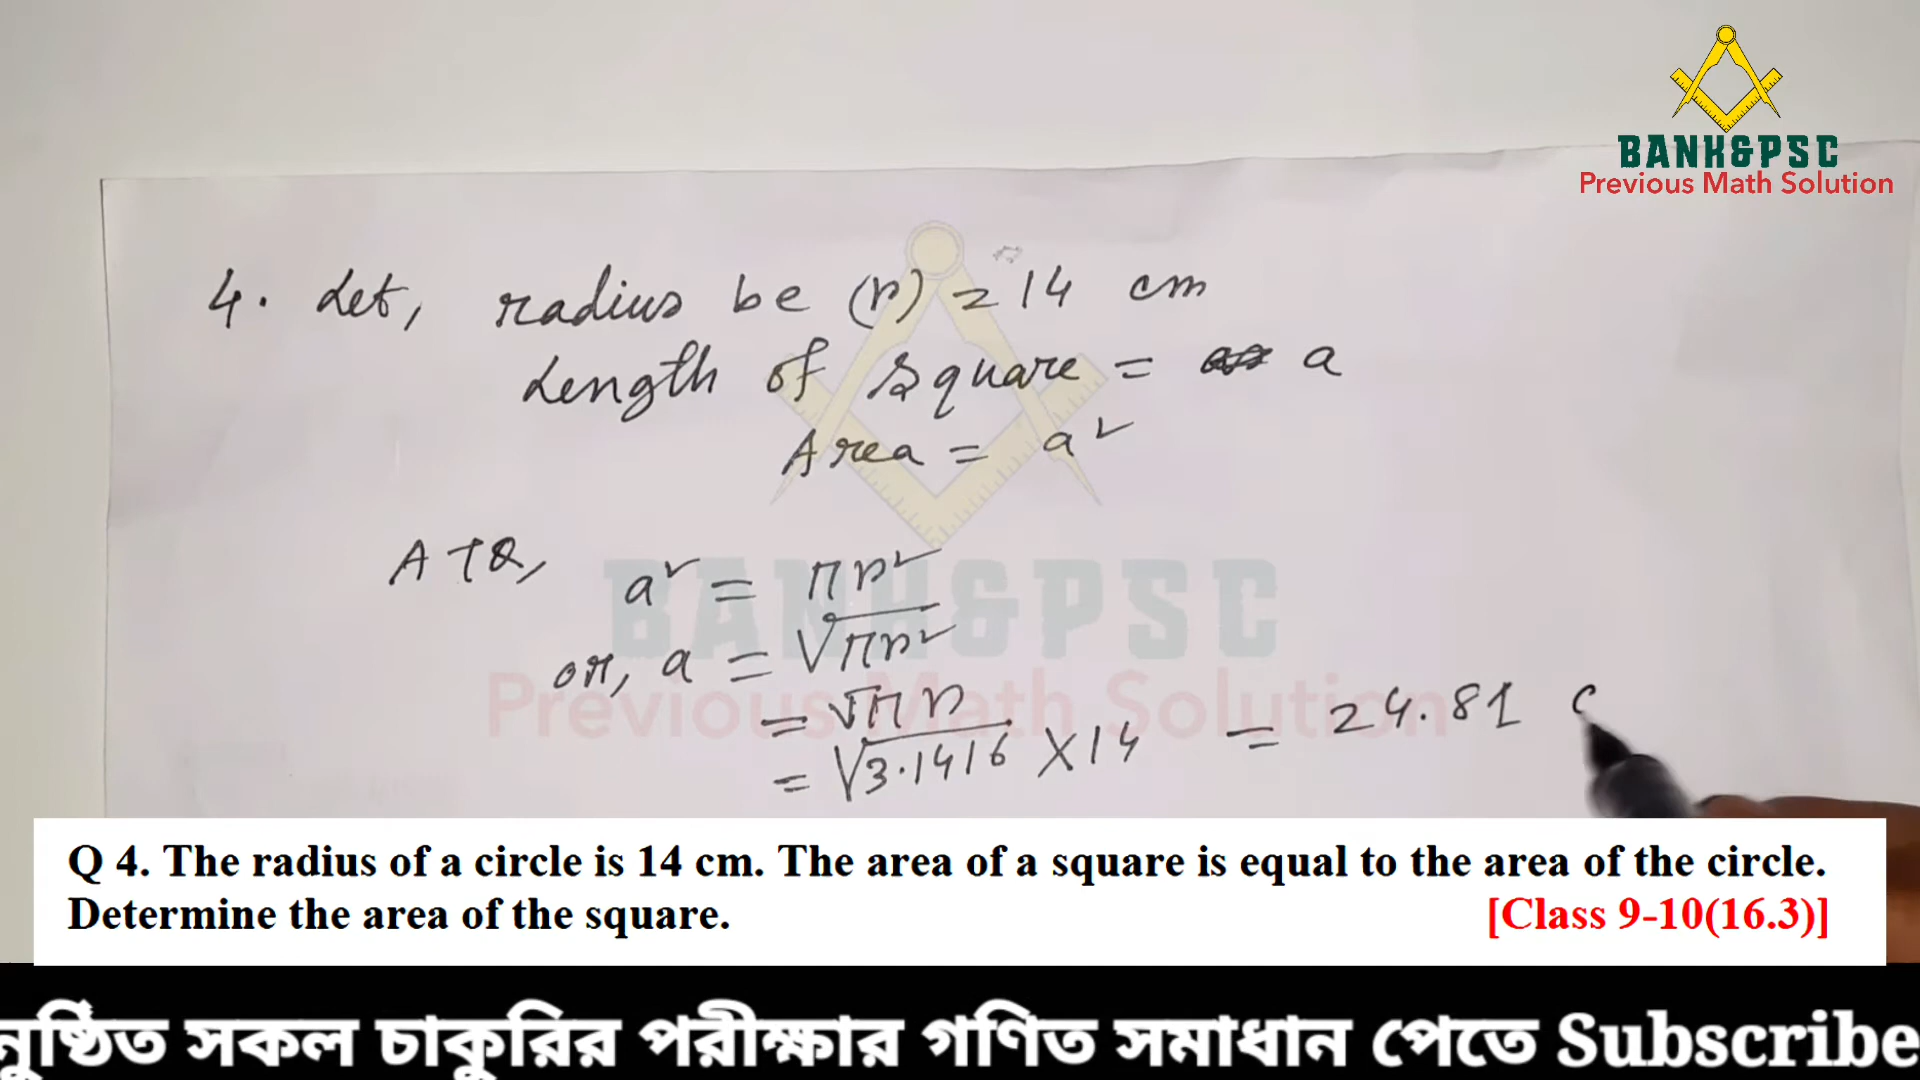 BANH&PSC
Previous Math Solution
4. Let, radius be (r) = 14 cm
Length of square = a
Area = a²
ATQ,
a² = πr²
or, a = √πr²
= √π r
= √3.1416 × 14 = 24.81 c
BANH&PSC
Previous Math Solution
Q 4. The radius of a circle is 14 cm. The area of a square is equal to the area of the circle.
Determine the area of the square. [Class 9-10(16.3)]
নুষ্ঠিত সকল চাকুরির পরীক্ষার গণিত সমাধান পেতে Subscribe